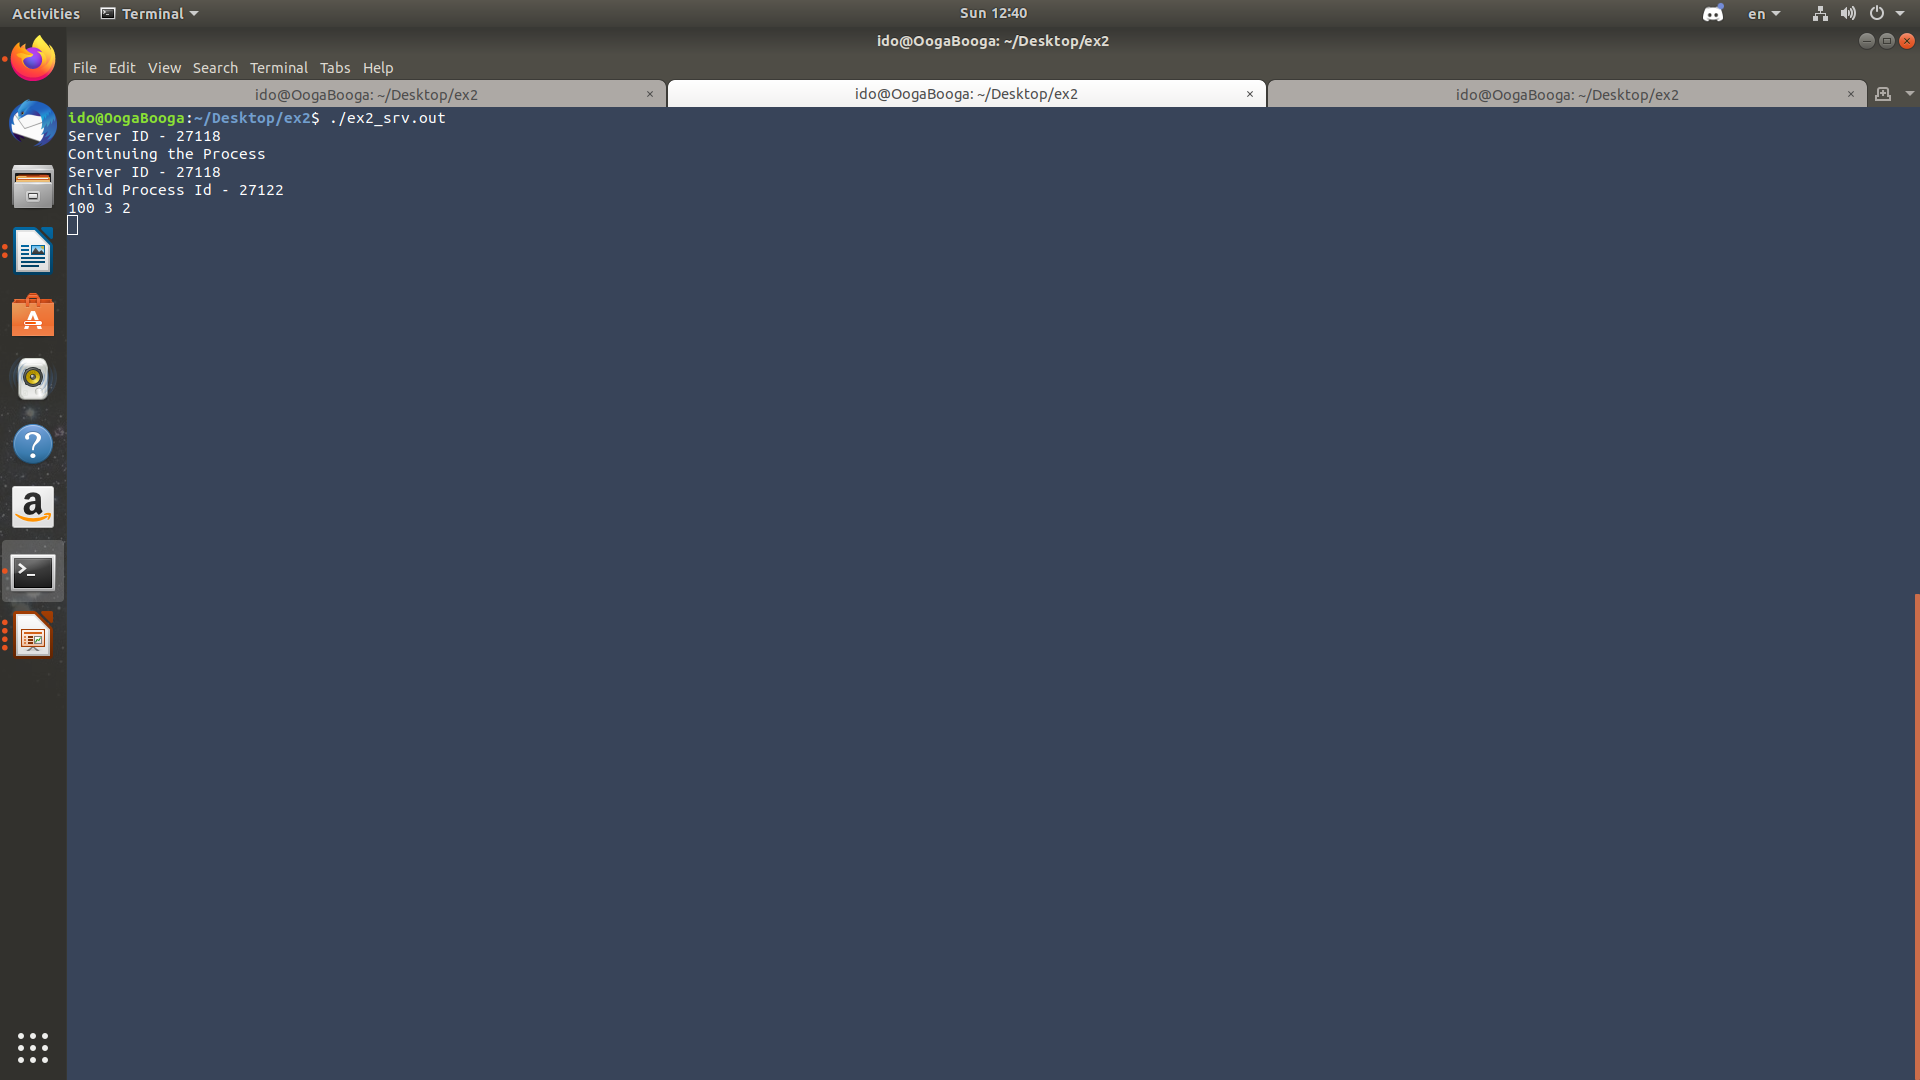 Activities Terminal Sun 12:40 en
ido@OogaBooga: ~/Desktop/ex2
File Edit View Search Terminal Tabs Help
ido@OogaBooga: ~/Desktop/ex2 × ido@OogaBooga: ~/Desktop/ex2 × ido@OogaBooga: ~/Desktop/ex2 ×
ido@OogaBooga:~/Desktop/ex2$ ./ex2_srv.out
Server ID - 27118
Continuing the Process
Server ID - 27118
Child Process Id - 27122
100 3 2